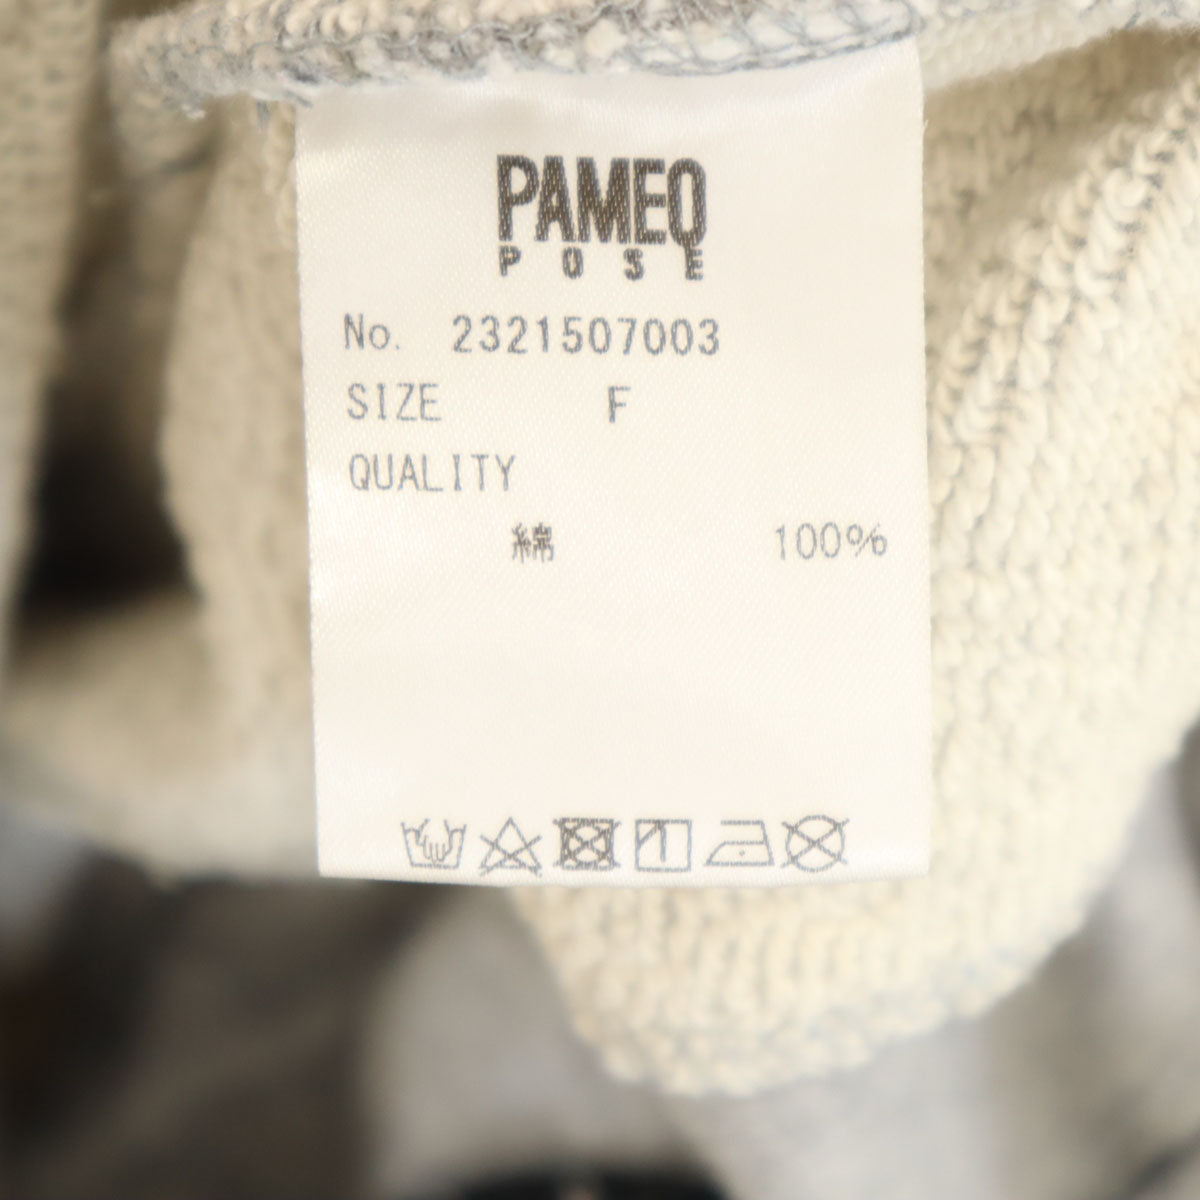 PAMEO
POSE
No. 2321507003
SIZE F
QUALITY
綿 100%